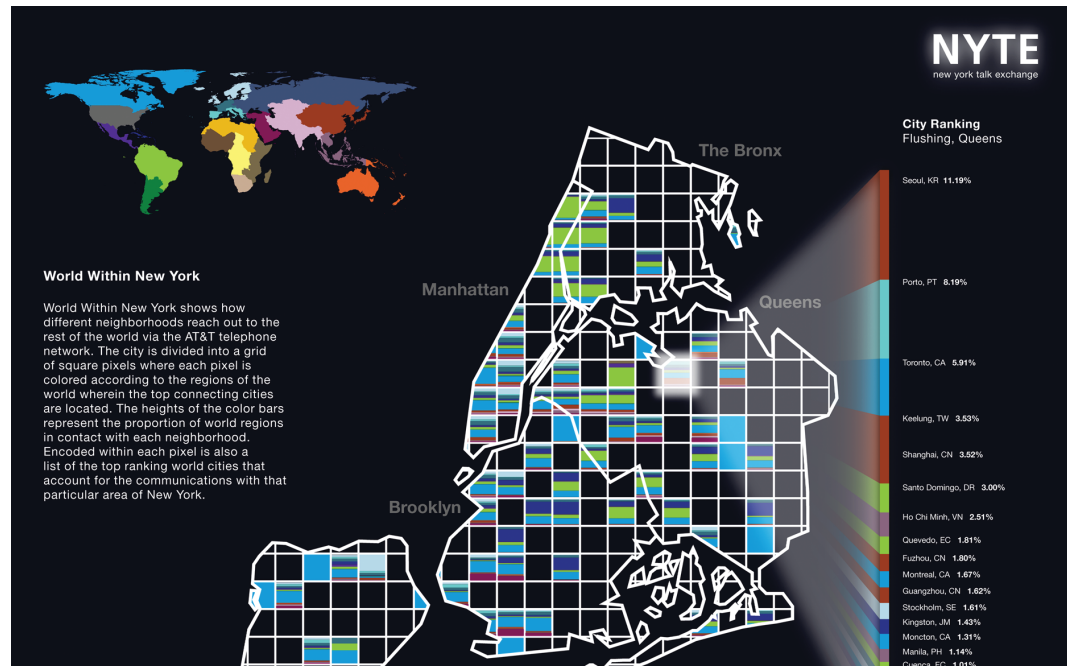 NYTE
new york talk exchange
City Ranking
Flushing, Queens
The Bronx
Seoul, KR 11.19%
World Within New York
Manhattan
Queens
Porto, PT 8.19%
World Within New York shows how
different neighborhoods reach out to the
rest of the world via the AT&T telephone
network. The city is divided into a grid
of square pixels where each pixel is
colored according to the regions of the
world wherein the top connecting cities
are located. The heights of the color bars
represent the proportion of world regions
in contact with each neighborhood.
Encoded within each pixel is also a
list of the top ranking world cities that
account for the communications with that
particular area of New York.
Toronto, CA 5.91%
Keelung, TW 3.53%
Shanghai, CN 3.52%
Santo Domingo, DR 3.00%
Brooklyn
Ho Chi Minh, VN 2.51%
Quevedo, EC 1.81%
Fuzhou, CN 1.80%
Montreal, CA 1.67%
Guangzhou, CN 1.62%
Stockholm, SE 1.61%
Kingston, JM 1.43%
Moncton, CA 1.31%
Manila, PH 1.14%
Cuenca, EC 1.01%